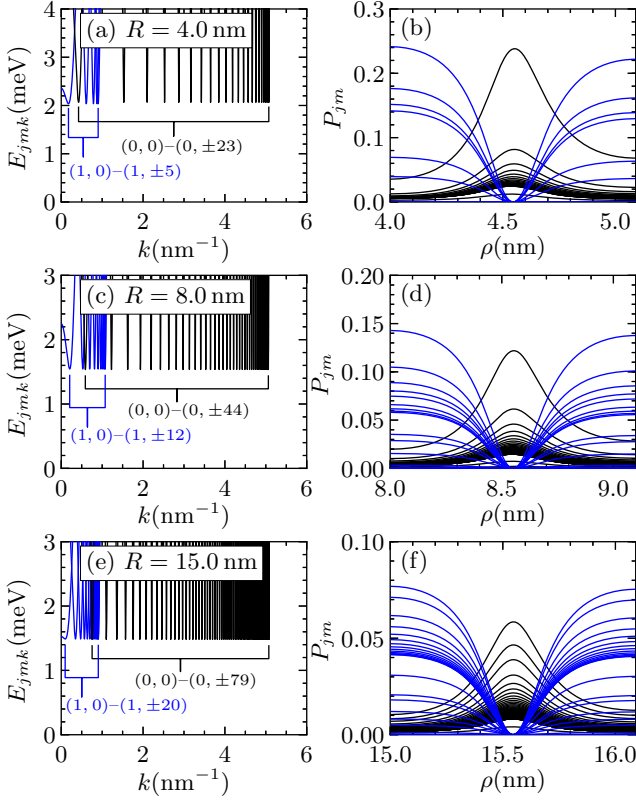 (a) R = 4.0 nm
4
3
2
1
0
E_{jmk}(meV)
(0, 0)–(0, ±23)
(1, 0)–(1, ±5)
0 2 4 6
k(nm⁻¹)
(b)
0.3
0.2
0.1
0.0
P_{jm}
4.0 4.5 5.0
ρ(nm)
(c) R = 8.0 nm
3
2
1
0
E_{jmk}(meV)
(0, 0)–(0, ±44)
(1, 0)–(1, ±12)
0 2 4 6
k(nm⁻¹)
(d)
0.20
0.15
0.10
0.05
0.00
P_{jm}
8.0 8.5 9.0
ρ(nm)
(e) R = 15.0 nm
3
2
1
0
E_{jmk}(meV)
(0, 0)–(0, ±79)
(1, 0)–(1, ±20)
0 2 4 6
k(nm⁻¹)
(f)
0.10
0.05
0.00
P_{jm}
15.0 15.5 16.0
ρ(nm)